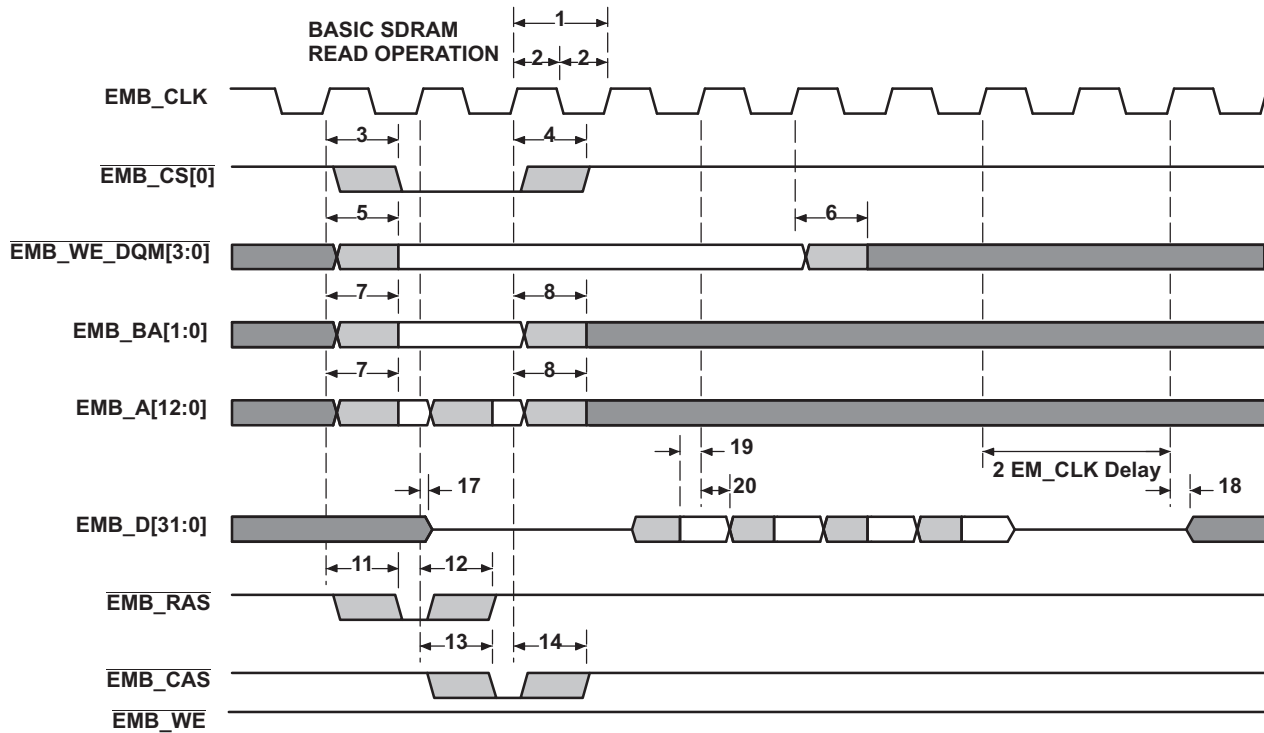 BASIC SDRAM
READ OPERATION
1
2 2
EMB_CLK
3 4
EMB_CS[0]
5 6
EMB_WE_DQM[3:0]
7 8
EMB_BA[1:0]
7 8
EMB_A[12:0]
19
2 EM_CLK Delay
17 20 18
EMB_D[31:0]
11 12
EMB_RAS
13 14
EMB_CAS
EMB_WE